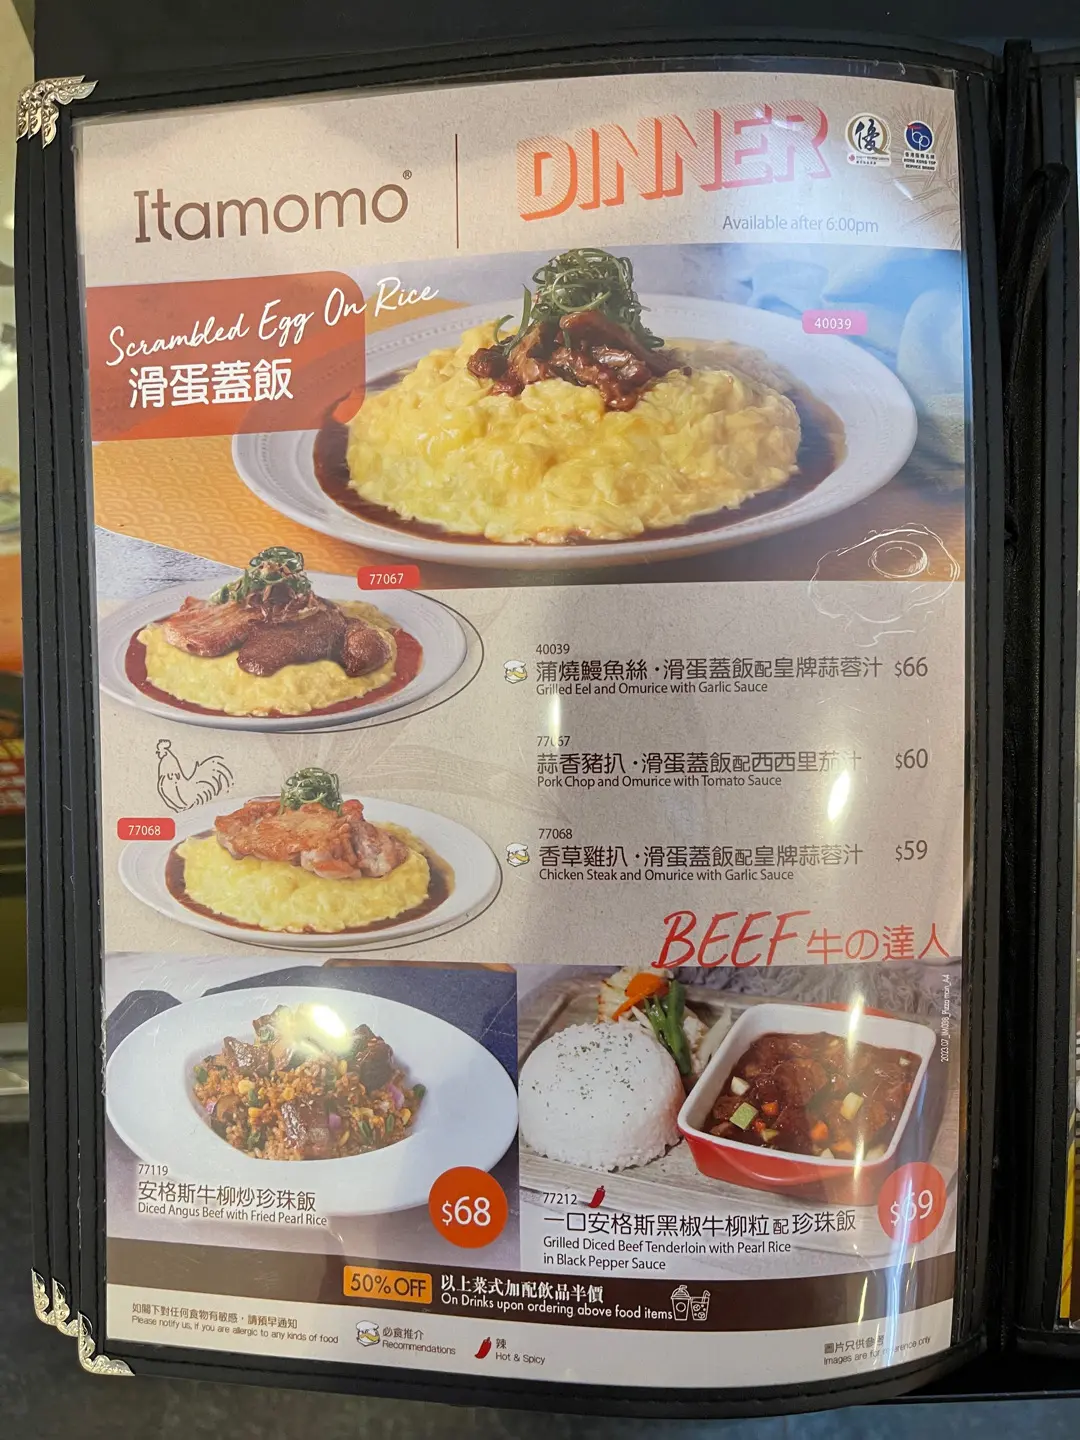 Itamomo®
DINNER
優
Available after 6:00pm
Scrambled Egg On Rice
滑蛋蓋飯
40039
77067
77068
40039
蒲燒鰻魚絲・滑蛋蓋飯配皇牌蒜蓉汁 $66
Grilled Eel and Omurice with Garlic Sauce
77067
蒜香豬扒・滑蛋蓋飯配西西里茄汁 $60
Pork Chop and Omurice with Tomato Sauce
77068
香草雞扒・滑蛋蓋飯配皇牌蒜蓉汁 $59
Chicken Steak and Omurice with Garlic Sauce
BEEF 牛の達人
77119
安格斯牛柳炒珍珠飯
Diced Angus Beef with Fried Pearl Rice
$68
77212
一口安格斯黑椒牛柳粒配珍珠飯
Grilled Diced Beef Tenderloin with Pearl Rice
in Black Pepper Sauce
$69
50% OFF 以上菜式加配飲品半價
On Drinks upon ordering above food items
如閣下對任何食物有敏感，請預早通知
Please notify us, if you are allergic to any kinds of food
必食推介
Recommendations
辣
Hot & Spicy
圖片只供參考
Images are for reference only